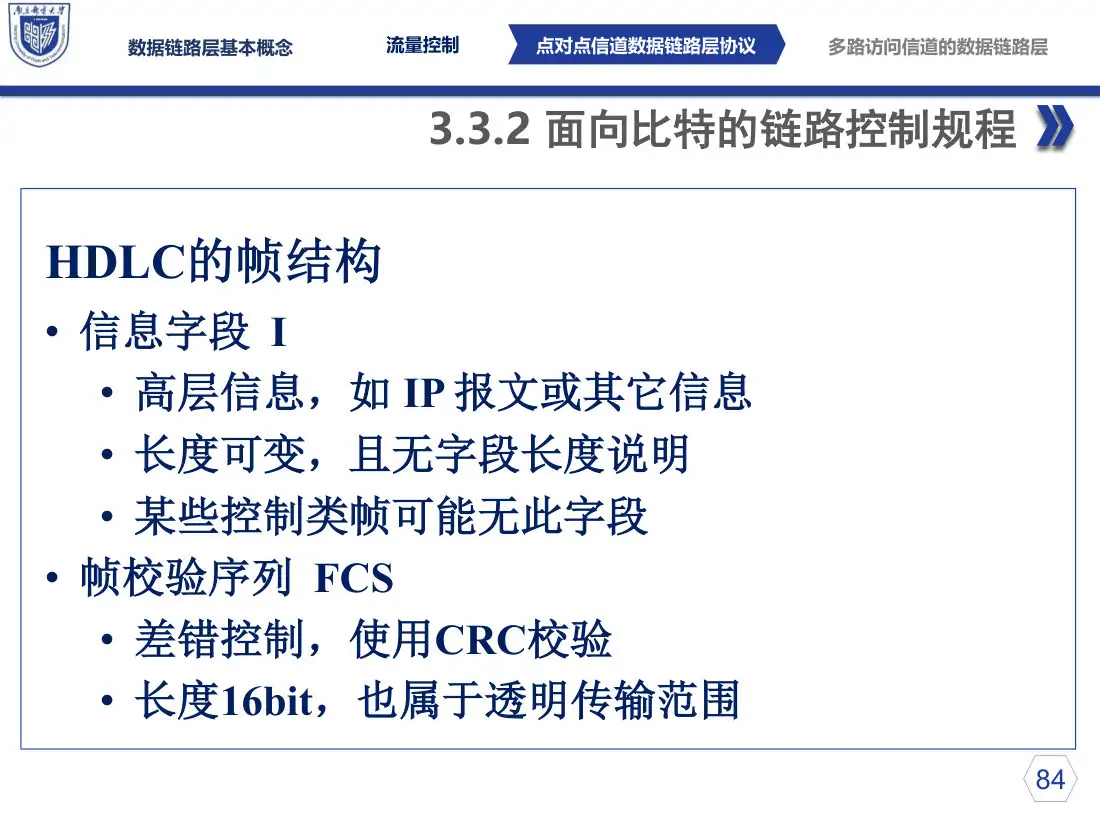 南京邮电大学
数据链路层基本概念
流量控制
点对点信道数据链路层协议
多路访问信道的数据链路层
3.3.2 面向比特的链路控制规程
HDLC的帧结构
• 信息字段 I
• 高层信息，如 IP 报文或其它信息
• 长度可变，且无字段长度说明
• 某些控制类帧可能无此字段
• 帧校验序列 FCS
• 差错控制，使用CRC校验
• 长度16bit，也属于透明传输范围
84